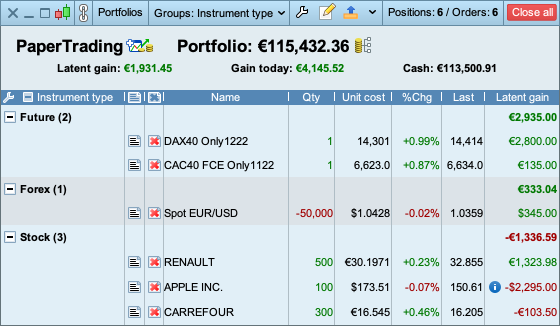 Portfolios Groups: Instrument type Positions: 6 / Orders: 6 Close all
PaperTrading Portfolio: €115,432.36
Latent gain: €1,931.45 Gain today: €4,145.52 Cash: €113,500.91
Instrument type Name Qty Unit cost %Chg Last Latent gain
Future (2) €2,935.00
DAX40 Only1222 1 14,301 +0.99% 14,414 €2,800.00
CAC40 FCE Only1122 1 6,623.0 +0.87% 6,634.0 €135.00
Forex (1) €333.04
Spot EUR/USD -50,000 $1.0428 -0.02% 1.0359 $345.00
Stock (3) -€1,336.59
RENAULT 500 €30.1971 +0.23% 32.855 €1,323.98
APPLE INC. 100 $173.51 -0.07% 150.61 -$2,295.00
CARREFOUR 300 €16.545 +0.46% 16.205 -€103.50